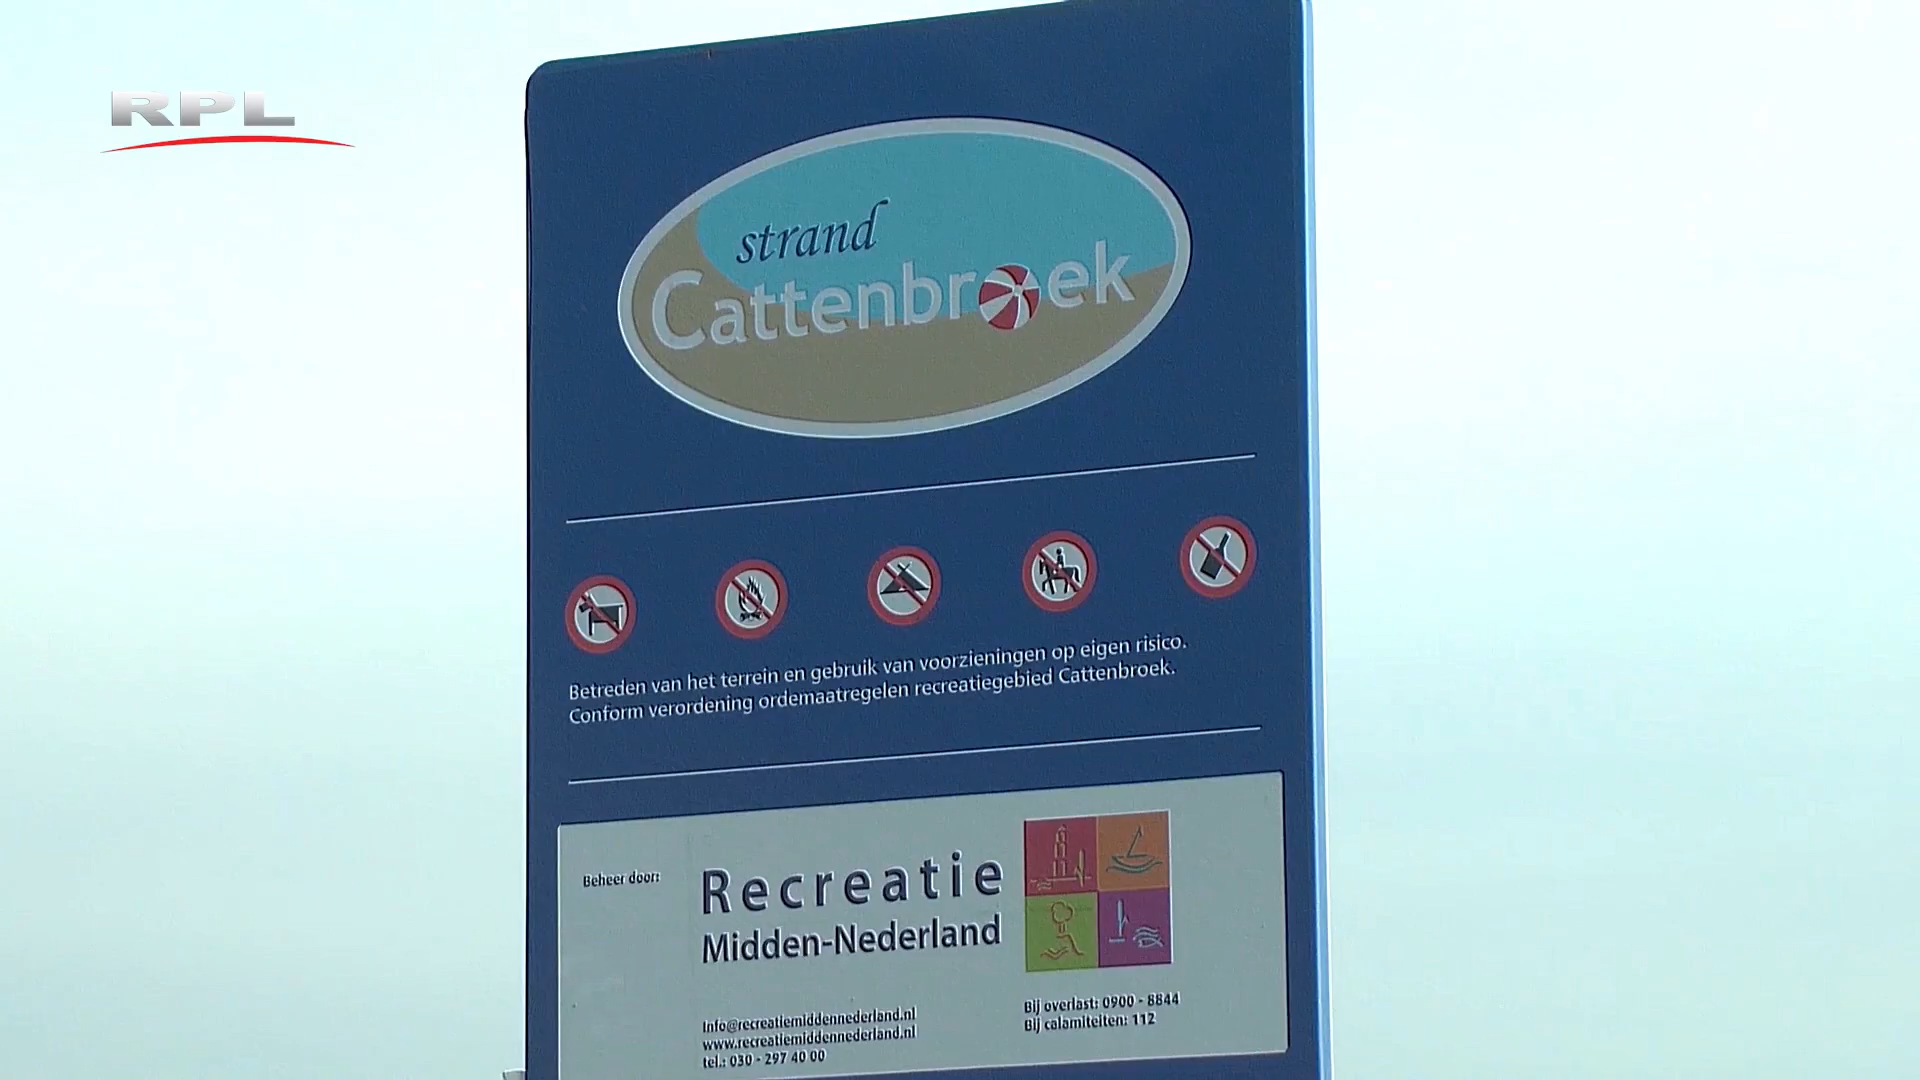 RPL
strand
Cattenbroek
Betreden van het terrein en gebruik van voorzieningen op eigen risico.
Conform verordening ordemaatregelen recreatiegebied Cattenbroek.
Beheer door:
Recreatie
Midden-Nederland
Info@recreatiemiddennederland.nl
www.recreatiemiddennederland.nl
tel.: 030 - 297 40 00
Bij overlast: 0900 - 8844
Bij calamiteiten: 112